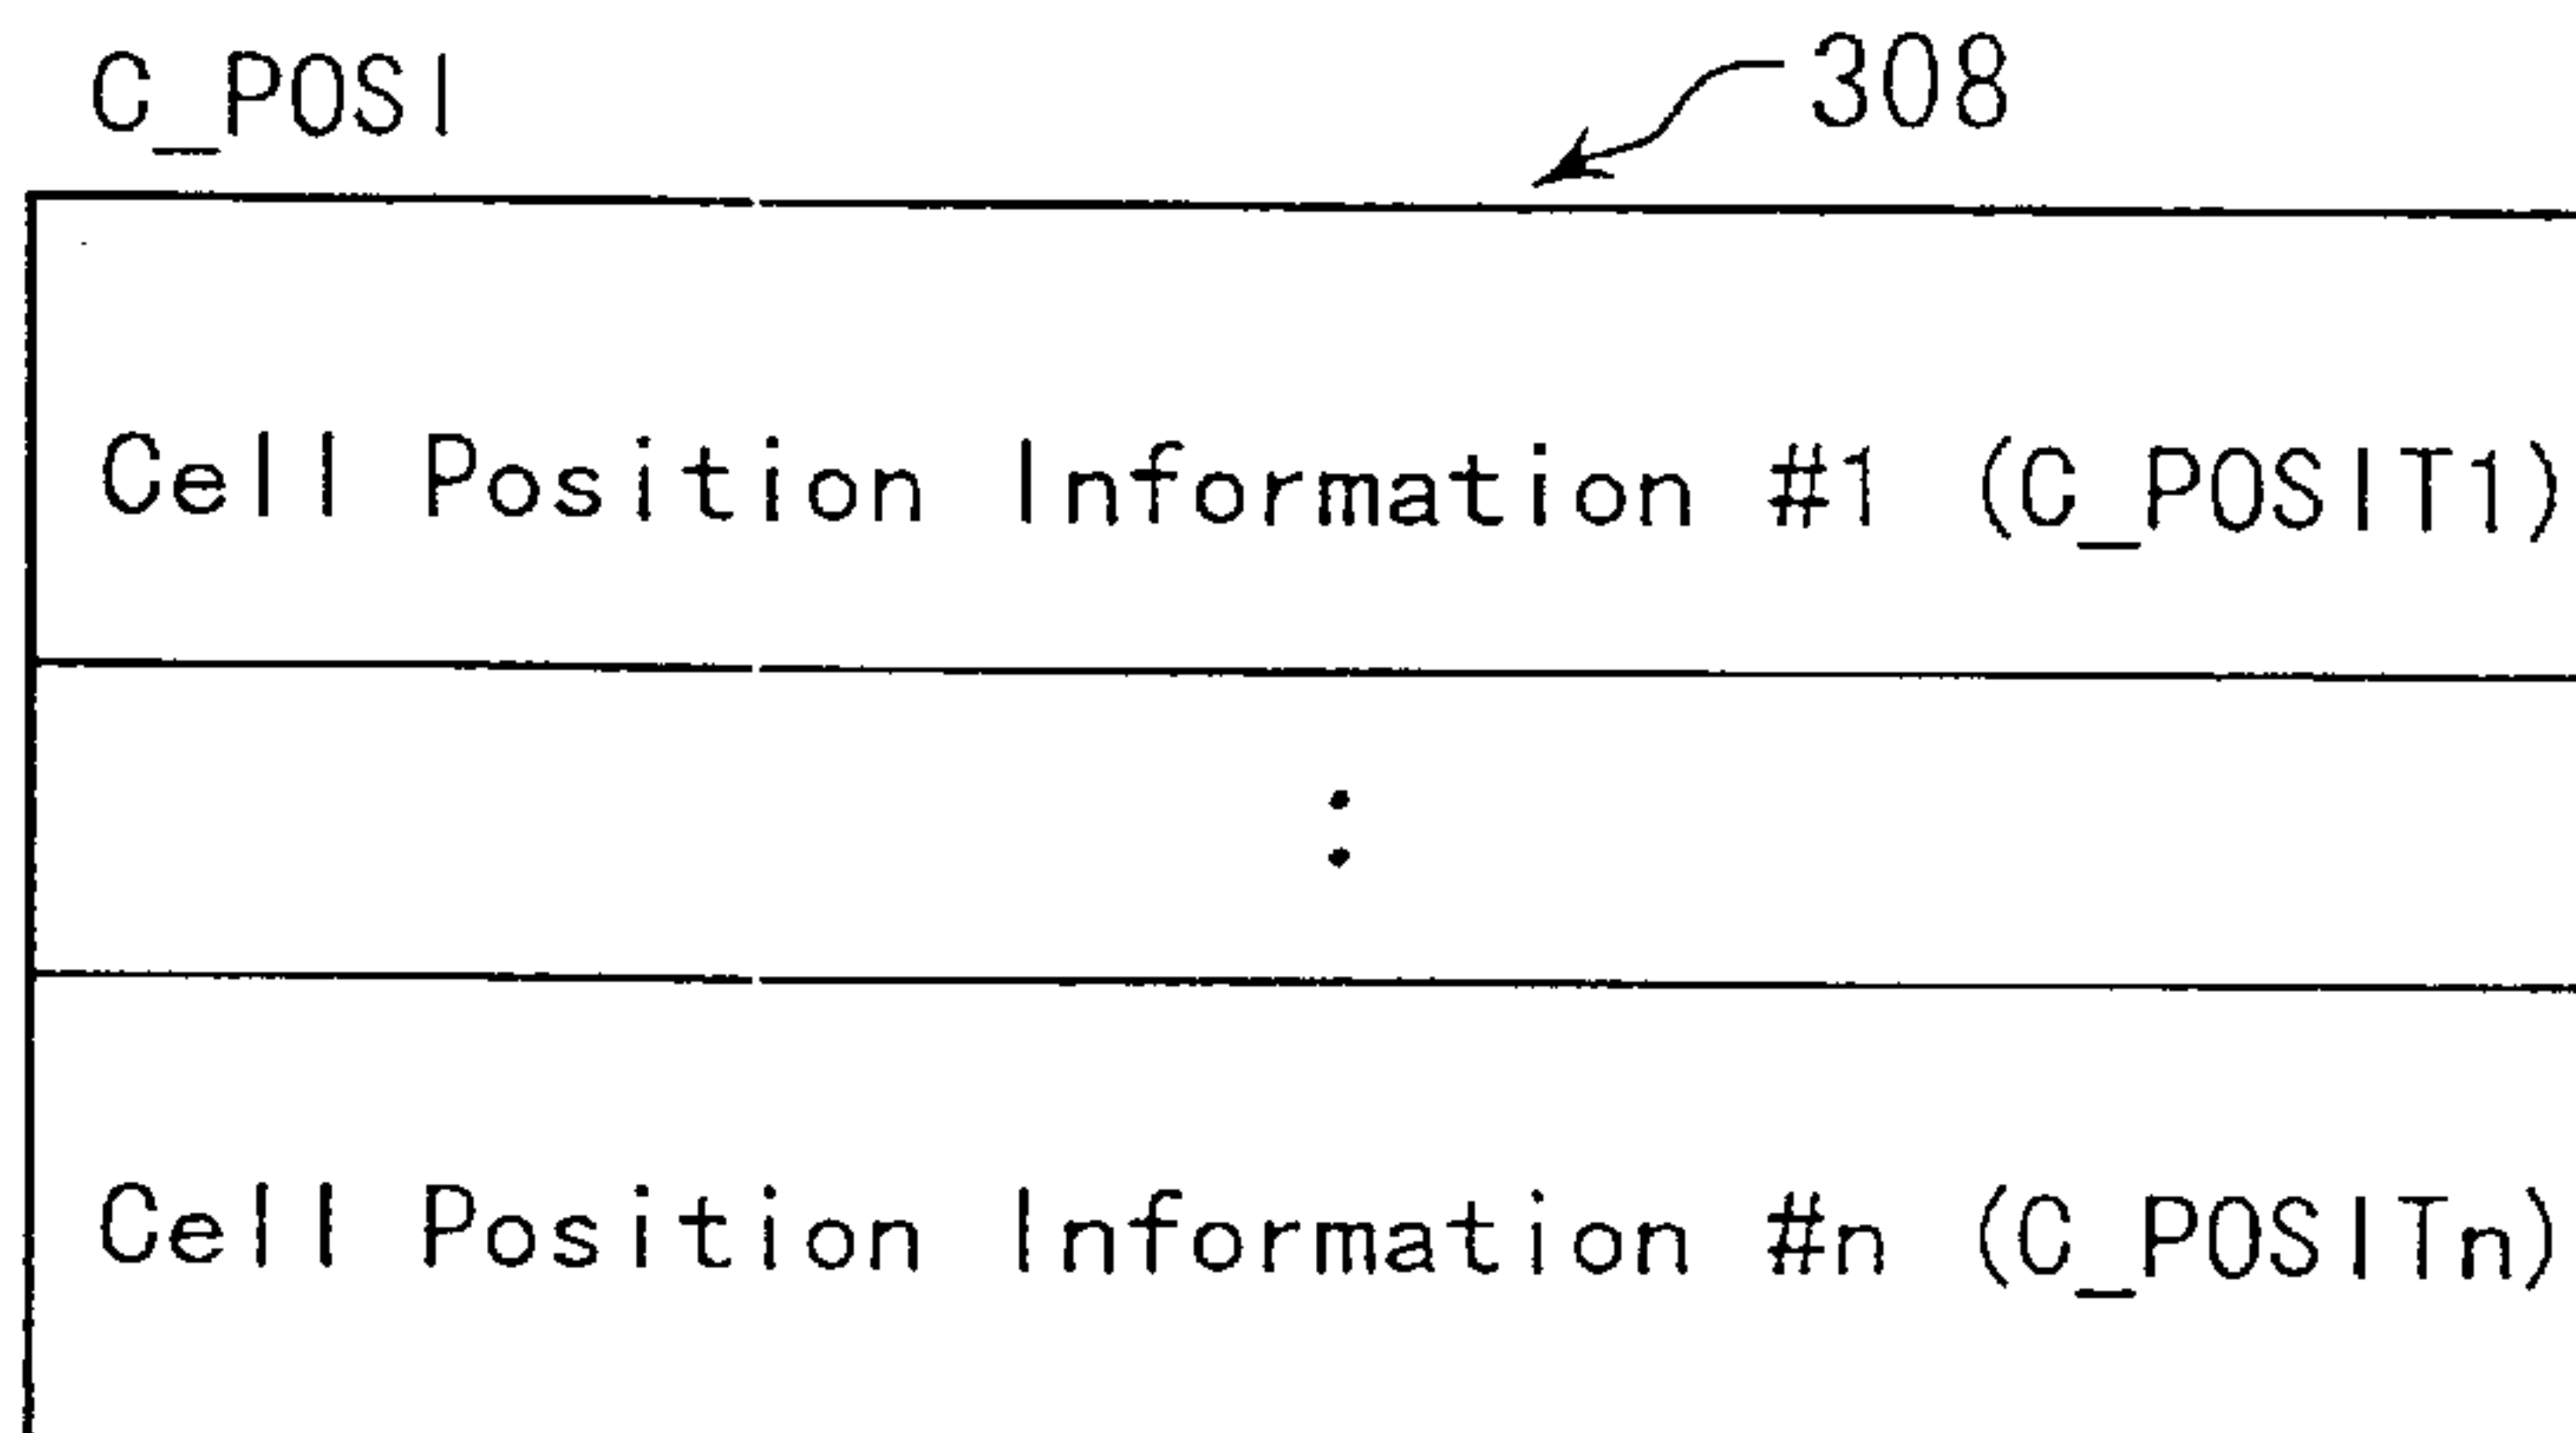 C_POSI
308
Cell Position Information #1 (C_POSIT1)
:
Cell Position Information #n (C_POSITn)